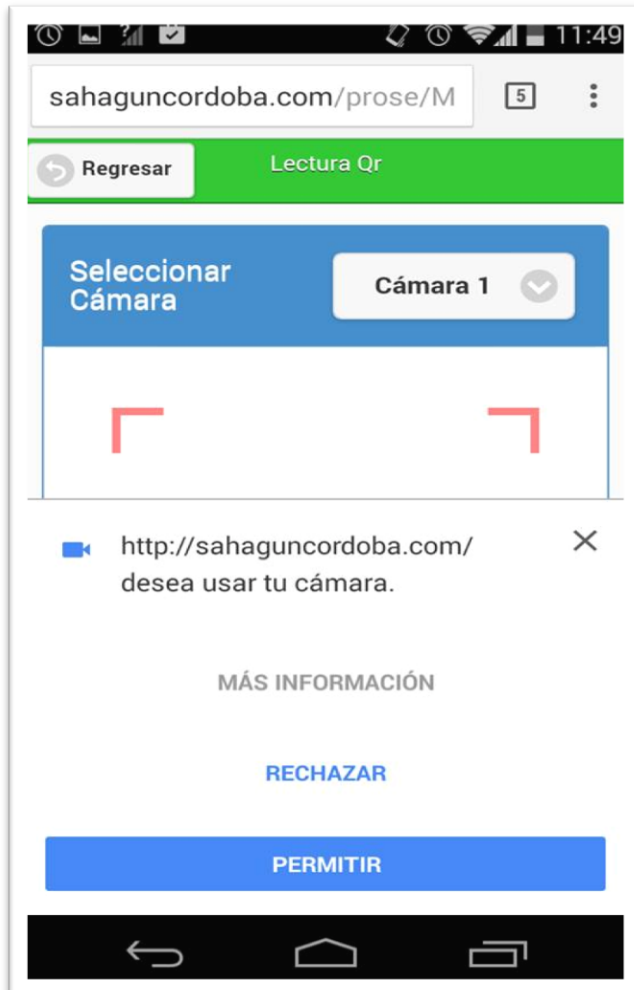 11:49
sahaguncordoba.com/prose/M
5
Regresar
Lectura Qr
Seleccionar
Cámara
Cámara 1
http://sahaguncordoba.com/
desea usar tu cámara.
MÁS INFORMACIÓN
RECHAZAR
PERMITIR